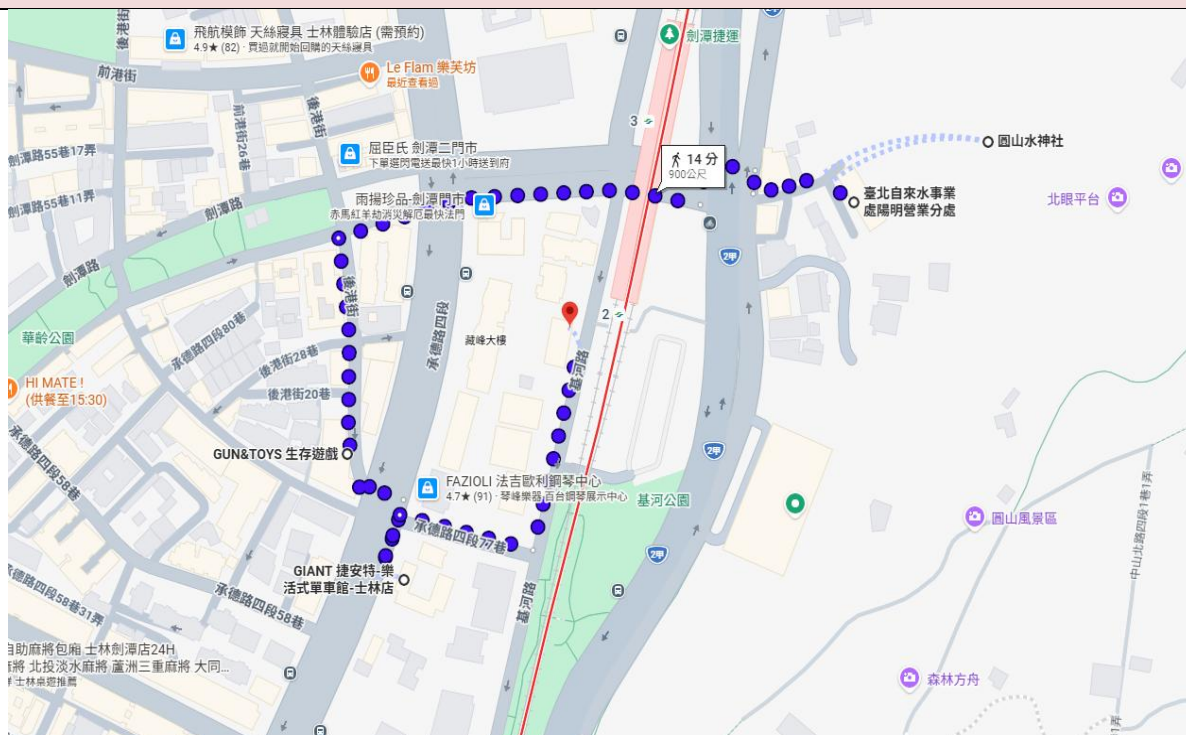 後港街
飛航模飾 天絲寢具 士林體驗店 (需預約)
4.9★ (82) · 買過就開始回購的天絲寢具
劍潭捷運
前港街
Le Flam 樂芙坊
最近查看過
後港街
前港街26巷
3
劍潭路55巷17弄
屈臣氏 劍潭二門市
下單選閃電送最快1小時送到府
14 分
900公尺
圓山水神社
劍潭路55巷11弄
劍潭路
雨揚珍品-劍潭門市
赤馬紅羊劫消災解厄最快法門
臺北自來水事業
處陽明營業分處
北眼平台
劍潭路
後港街
承德路四段
2甲
2
華齡公園
承德路四段80巷
藏峰大樓
後港街28巷
基河路
HI MATE !
(供餐至15:30)
後港街20巷
承德路四段58巷
GUN&TOYS 生存遊戲
2甲
FAZIOLI 法吉歐利鋼琴中心
4.7★ (91) · 琴峰樂器 百台鋼琴展示中心
基河公園
圓山風景區
承德路四段77巷
2甲
中山北路四段1巷1弄
GIANT 捷安特-樂
活式單車館-士林店
基河路
承德路四段58巷31弄
承德路四段58巷
自助麻將包廂 士林劍潭店24H
麻將 北投淡水麻將 蘆洲三重麻將 大同...
士林桌遊推薦
森林方舟